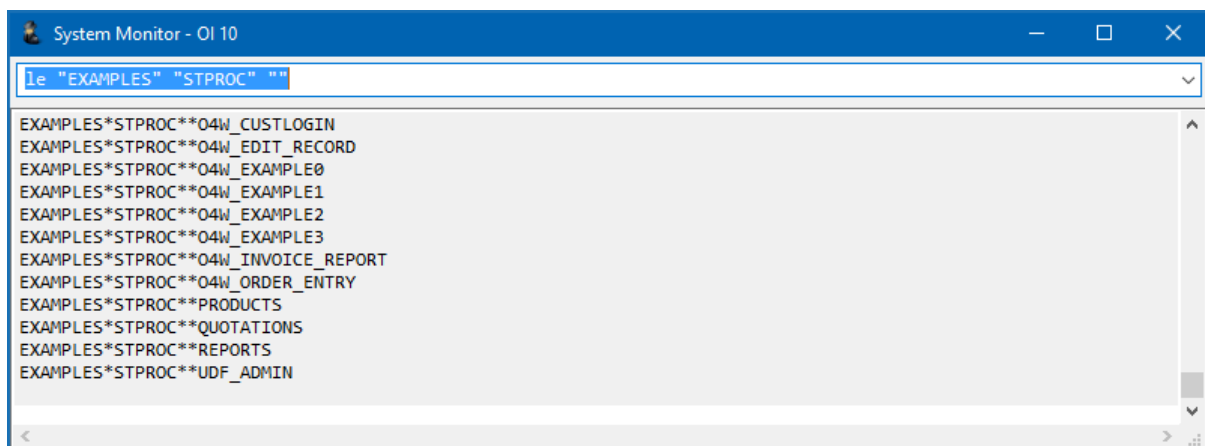 System Monitor - OI 10
le "EXAMPLES" "STPROC" ""
EXAMPLES*STPROC**O4W_CUSTLOGIN
EXAMPLES*STPROC**O4W_EDIT_RECORD
EXAMPLES*STPROC**O4W_EXAMPLE0
EXAMPLES*STPROC**O4W_EXAMPLE1
EXAMPLES*STPROC**O4W_EXAMPLE2
EXAMPLES*STPROC**O4W_EXAMPLE3
EXAMPLES*STPROC**O4W_INVOICE_REPORT
EXAMPLES*STPROC**O4W_ORDER_ENTRY
EXAMPLES*STPROC**PRODUCTS
EXAMPLES*STPROC**QUOTATIONS
EXAMPLES*STPROC**REPORTS
EXAMPLES*STPROC**UDF_ADMIN